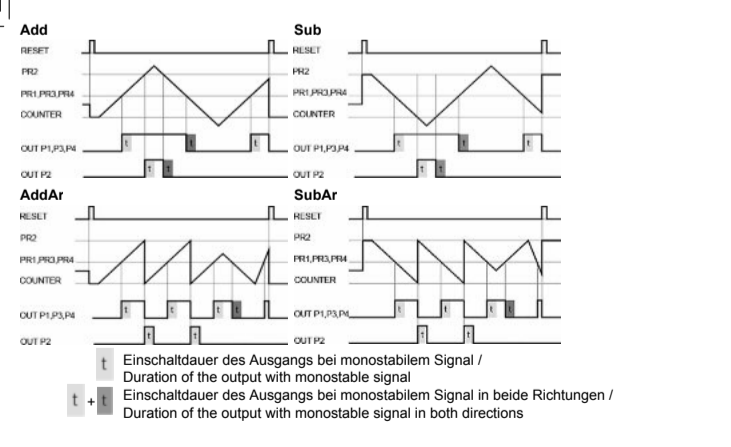 Add
RESET
PR2
PR1,PR3,PR4
COUNTER
OUT P1,P3,P4
t
t
t
OUT P2
t
t
Sub
RESET
PR2
PR1,PR3,PR4
COUNTER
OUT P1,P3,P4
t
t
t
OUT P2
t
t
AddAr
RESET
PR2
PR1,PR3,PR4
COUNTER
OUT P1,P3,P4
t
t
t
t
OUT P2
t
t
SubAr
RESET
PR2
PR1,PR3,PR4
COUNTER
OUT P1,P3,P4
t
t
t
t
OUT P2
t
t
t Einschaltdauer des Ausgangs bei monostabilem Signal /
Duration of the output with monostable signal
t + t Einschaltdauer des Ausgangs bei monostabilem Signal in beide Richtungen /
Duration of the output with monostable signal in both directions